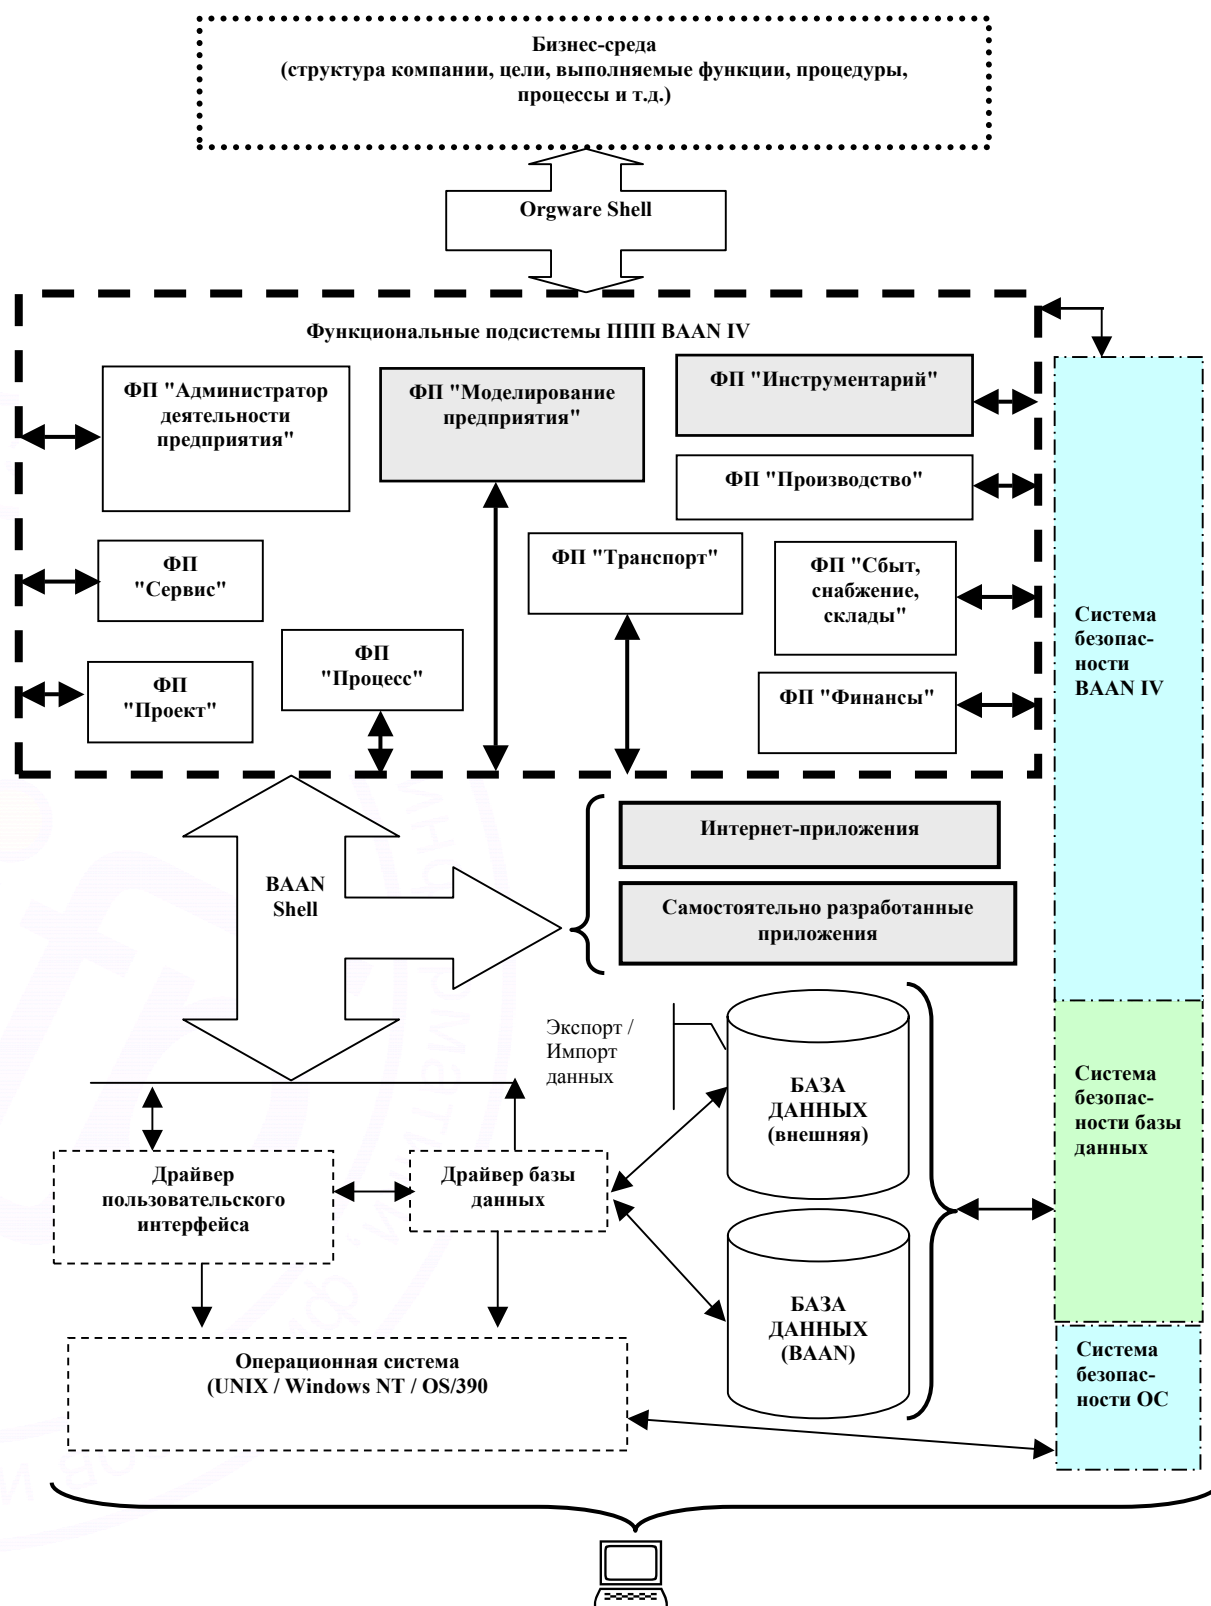 Бизнес-среда
(структура компании, цели, выполняемые функции, процедуры,
процессы и т.д.)
Orgware Shell
Функциональные подсистемы ППП BAAN IV
ФП "Администратор
деятельности
предприятия"
ФП "Моделирование
предприятия"
ФП "Инструментарий"
ФП "Производство"
ФП
"Сервис"
ФП "Транспорт"
ФП "Сбыт,
снабжение,
склады"
ФП
"Процесс"
ФП
"Проект"
ФП "Финансы"
Система
безопас-
ности
BAAN IV
Интернет-приложения
BAAN
Shell
Самостоятельно разработанные
приложения
Экспорт /
Импорт
данных
БАЗА
ДАННЫХ
(внешняя)
Система
безопас-
ности базы
данных
Драйвер
пользовательского
интерфейса
Драйвер базы
данных
БАЗА
ДАННЫХ
(BAAN)
Операционная система
(UNIX / Windows NT / OS/390
Система
безопас-
ности ОС